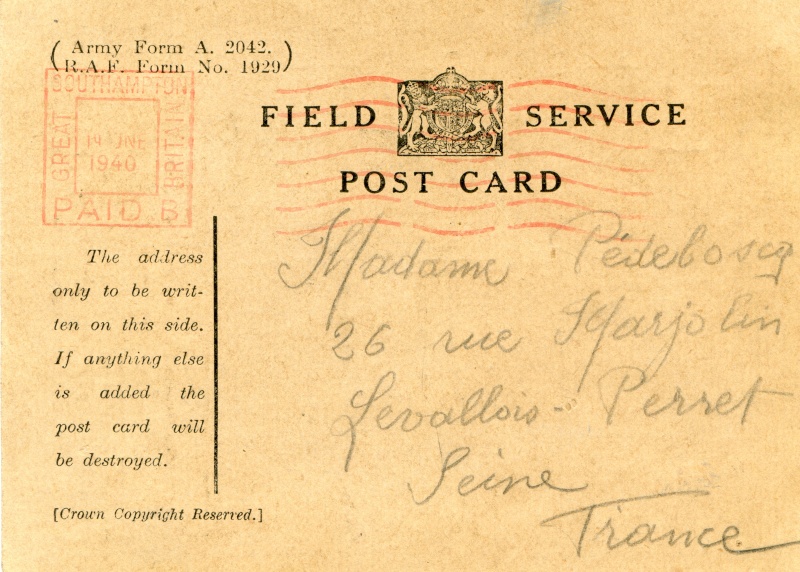 (Army Form A. 2042.
R.A.F. Form No. 1929)
SOUTHAMPTON
GREAT BRITAIN
14 JNE
1940
PAID. B
FIELD SERVICE
POST CARD
The address
only to be writ-
ten on this side.
If anything else
is added the
post card will
be destroyed.
[Crown Copyright Reserved.]
Madame Pédeboscq
26 rue Marjolin
Levallois-Perret
Seine
France